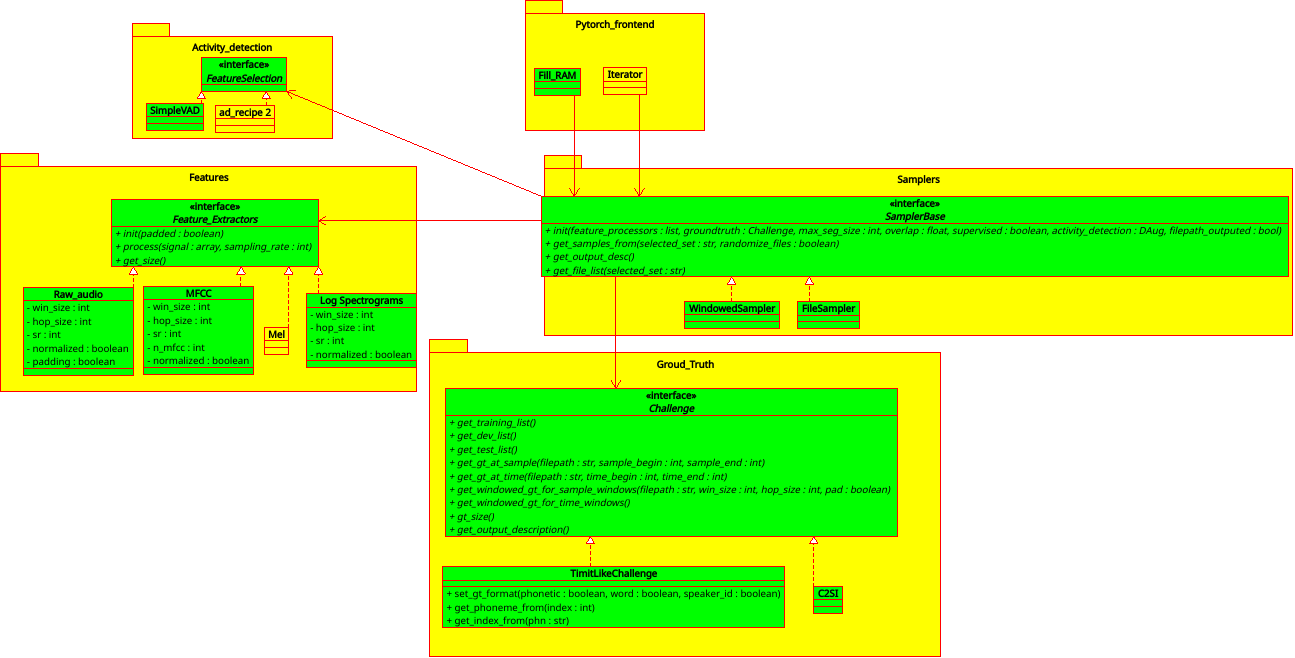 Activity_detection
«interface»
FeatureSelection
SimpleVAD
ad_recipe 2
Pytorch_frontend
Fill_RAM
Iterator
Features
«interface»
Feature_Extractors
+ init(padded : boolean)
+ process(signal : array, sampling_rate : int)
+ get_size()
Raw_audio
- win_size : int
- hop_size : int
- sr : int
- normalized : boolean
- padding : boolean
MFCC
- win_size : int
- hop_size : int
- sr : int
- n_mfcc : int
- normalized : boolean
Mel
Log Spectrograms
- win_size : int
- hop_size : int
- sr : int
- normalized : boolean
Samplers
«interface»
SamplerBase
+ init(feature_processors : list, groundtruth : Challenge, max_seg_size : int, overlap : float, supervised : boolean, activity_detection : DAug, filepath_outputed : bool)
+ get_samples_from(selected_set : str, randomize_files : boolean)
+ get_output_desc()
+ get_file_list(selected_set : str)
WindowedSampler
FileSampler
Groud_Truth
«interface»
Challenge
+ get_training_list()
+ get_dev_list()
+ get_test_list()
+ get_gt_at_sample(filepath : str, sample_begin : int, sample_end : int)
+ get_gt_at_time(filepath : str, time_begin : int, time_end : int)
+ get_windowed_gt_for_sample_windows(filepath : str, win_size : int, hop_size : int, pad : boolean)
+ get_windowed_gt_for_time_windows()
+ gt_size()
+ get_output_description()
TimitLikeChallenge
+ set_gt_format(phonetic : boolean, word : boolean, speaker_id : boolean)
+ get_phoneme_from(index : int)
+ get_index_from(phn : str)
C2SI